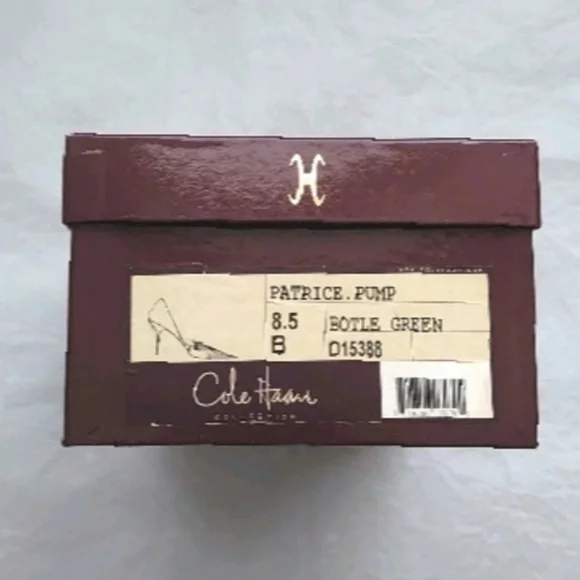 PATRICE.PUMP
8.5 BOTLE GREEN
B D15388
Cole Haan
COLLECTION